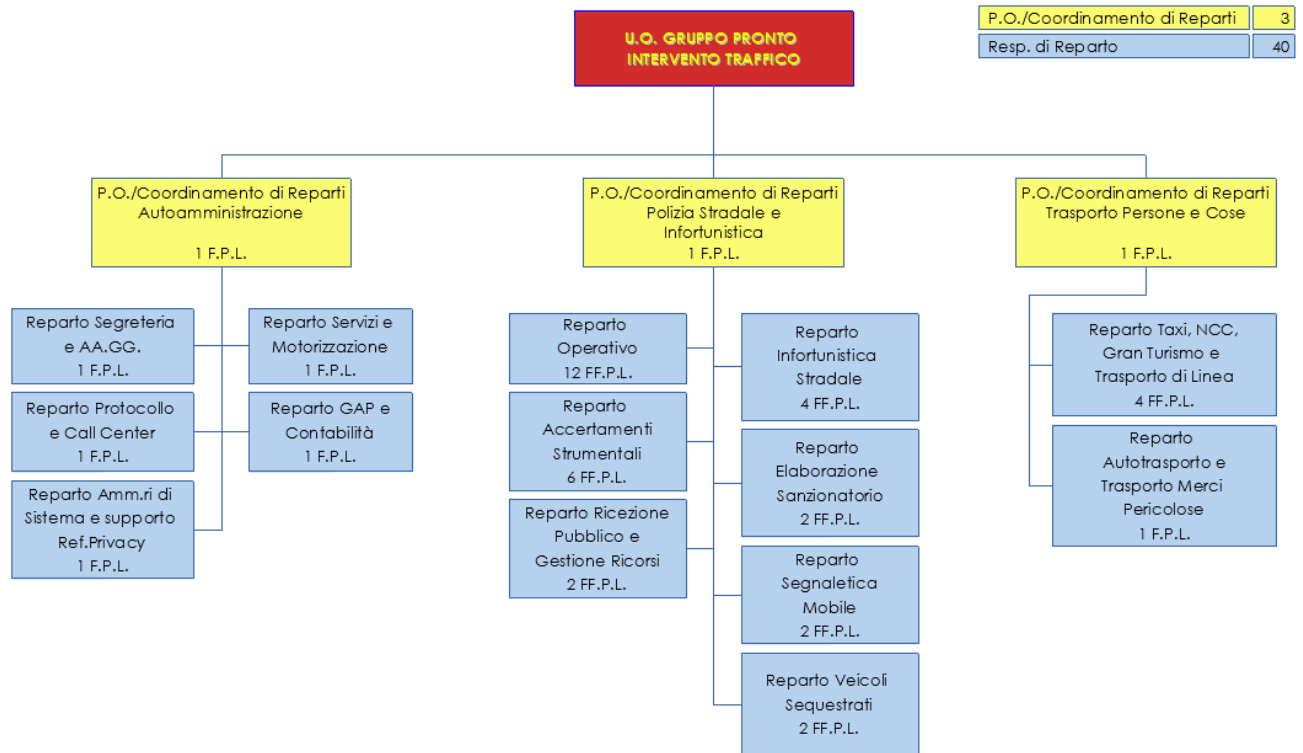 U.O. GRUPPO PRONTO
INTERVENTO TRAFFICO
P.O./Coordinamento di Reparti 3
Resp. di Reparto 40
P.O./Coordinamento di Reparti
Autoamministrazione
1 F.P.L.
P.O./Coordinamento di Reparti
Polizia Stradale e
Infortunistica
1 F.P.L.
P.O./Coordinamento di Reparti
Trasporto Persone e Cose
1 F.P.L.
Reparto Segreteria
e AA.GG.
1 F.P.L.
Reparto Servizi e
Motorizzazione
1 F.P.L.
Reparto Protocollo
e Call Center
1 F.P.L.
Reparto GAP e
Contabilità
1 F.P.L.
Reparto Amm.ri di
Sistema e supporto
Ref.Privacy
1 F.P.L.
Reparto
Operativo
12 FF.P.L.
Reparto
Infortunistica
Stradale
4 FF.P.L.
Reparto
Accertamenti
Strumentali
6 FF.P.L.
Reparto
Elaborazione
Sanzionatorio
2 FF.P.L.
Reparto Ricezione
Pubblico e
Gestione Ricorsi
2 FF.P.L.
Reparto
Segnaletica
Mobile
2 FF.P.L.
Reparto Veicoli
Sequestrati
2 FF.P.L.
Reparto Taxi, NCC,
Gran Turismo e
Trasporto di Linea
4 FF.P.L.
Reparto
Autotrasporto e
Trasporto Merci
Pericolose
1 F.P.L.